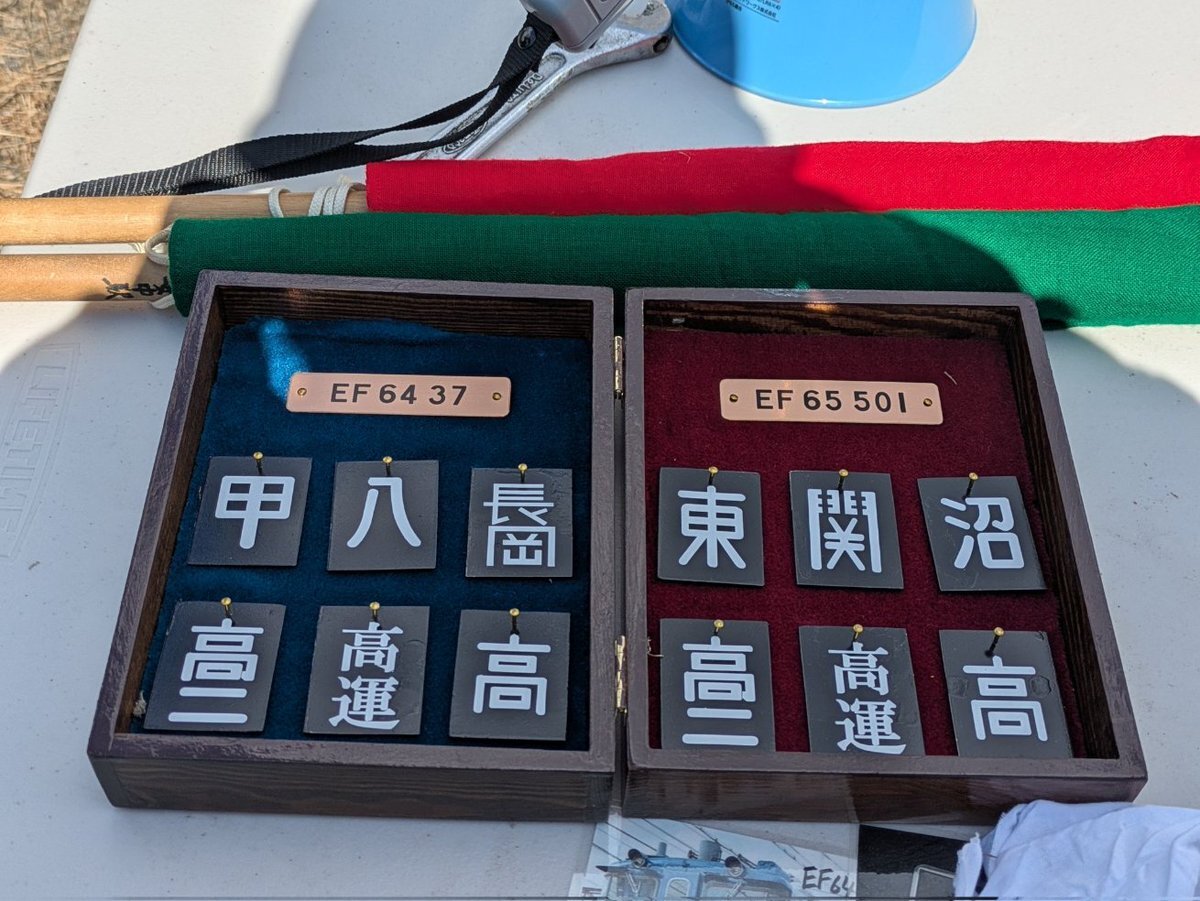 LIFETIME
EF 64 37
甲 八 長岡
高二 高運 高
EF 65 501
東 関 沼
高二 高運 高
EF64